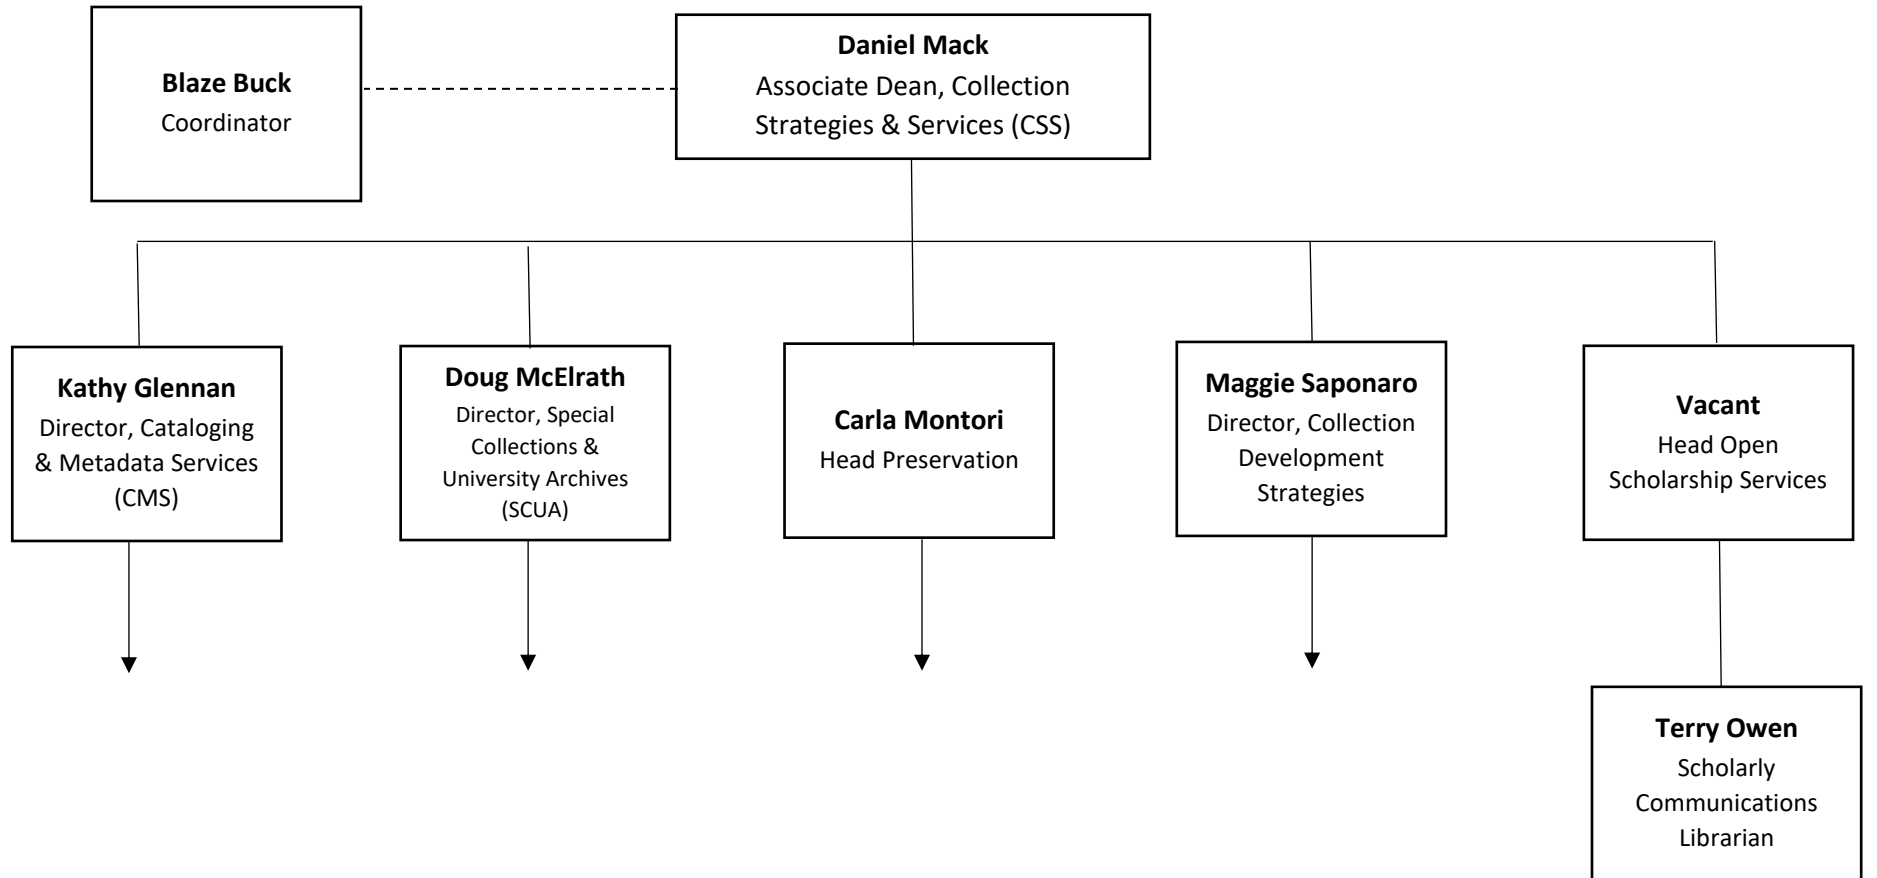 Blaze Buck
Coordinator
Daniel Mack
Associate Dean, Collection
Strategies & Services (CSS)
Kathy Glennan
Director, Cataloging
& Metadata Services
(CMS)
Doug McElrath
Director, Special
Collections &
University Archives
(SCUA)
Carla Montori
Head Preservation
Maggie Saponaro
Director, Collection
Development
Strategies
Vacant
Head Open
Scholarship Services
Terry Owen
Scholarly
Communications
Librarian